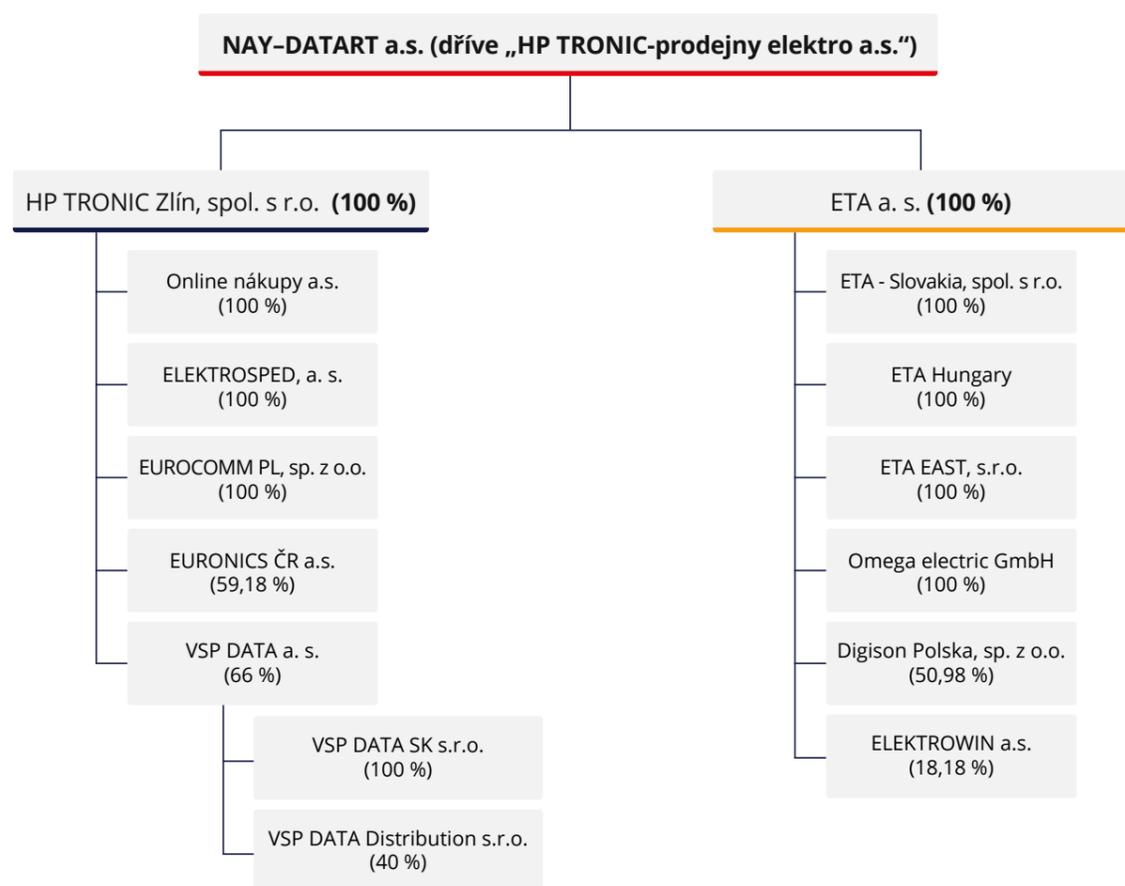 NAY–DATART a.s. (dříve „HP TRONIC-prodejny elektro a.s.“)
HP TRONIC Zlín, spol. s r.o. (100 %)
Online nákupy a.s.
(100 %)
ELEKTROSPED, a. s.
(100 %)
EUROCOMM PL, sp. z o.o.
(100 %)
EURONICS ČR a.s.
(59,18 %)
VSP DATA a. s.
(66 %)
VSP DATA SK s.r.o.
(100 %)
VSP DATA Distribution s.r.o.
(40 %)
ETA a. s. (100 %)
ETA - Slovakia, spol. s r.o.
(100 %)
ETA Hungary
(100 %)
ETA EAST, s.r.o.
(100 %)
Omega electric GmbH
(100 %)
Digison Polska, sp. z o.o.
(50,98 %)
ELEKTROWIN a.s.
(18,18 %)